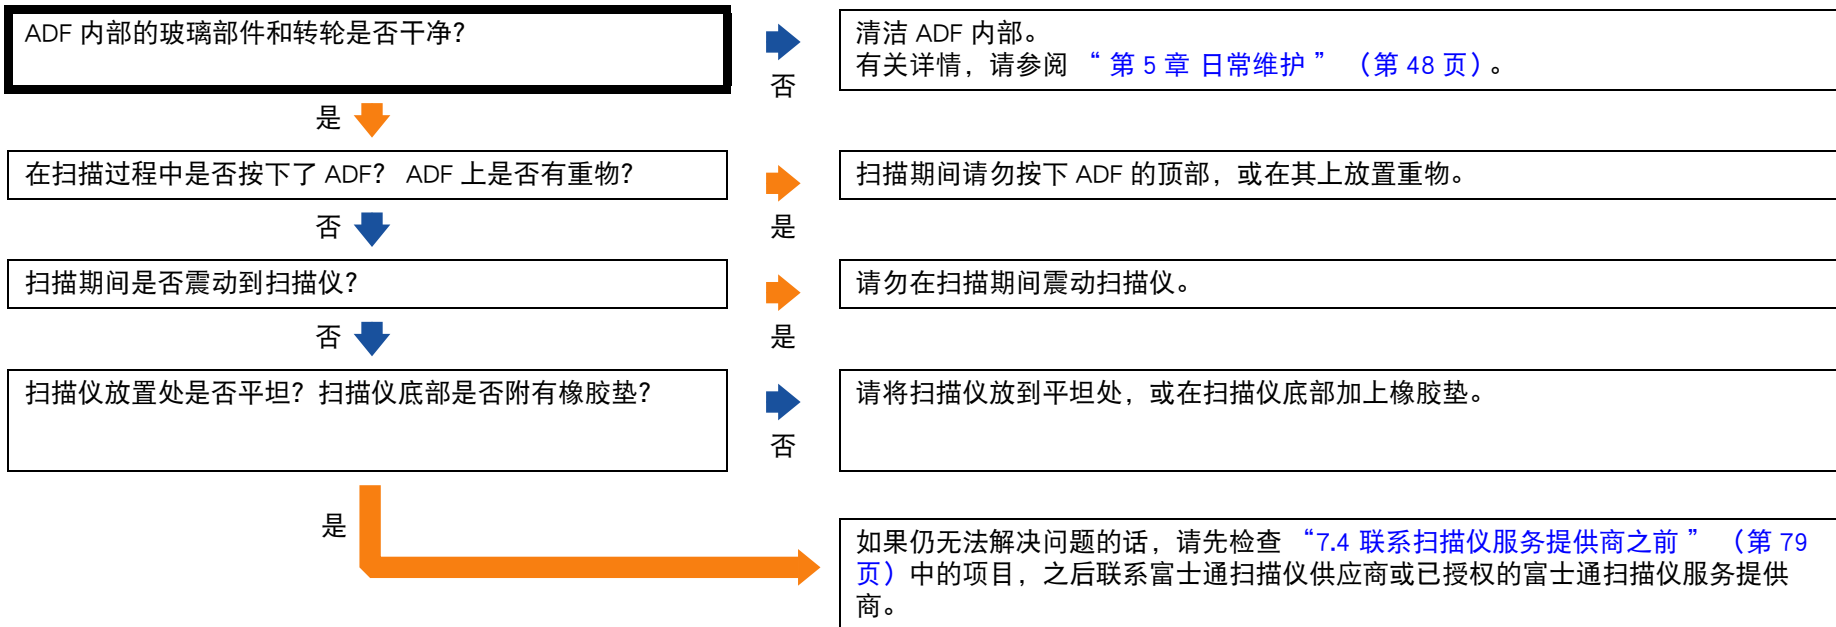 ADF 内部的玻璃部件和转轮是否干净?
否
清洁 ADF 内部。
有关详情，请参阅 “ 第 5 章 日常维护 ” （第 48 页）。
是
在扫描过程中是否按下了 ADF? ADF 上是否有重物?
是
扫描期间请勿按下 ADF 的顶部，或在其上放置重物。
否
扫描期间是否震动到扫描仪?
是
请勿在扫描期间震动扫描仪。
否
扫描仪放置处是否平坦? 扫描仪底部是否附有橡胶垫?
否
请将扫描仪放到平坦处，或在扫描仪底部加上橡胶垫。
是
如果仍无法解决问题的话，请先检查 “7.4 联系扫描仪服务提供商之前 ” （第 79
页）中的项目，之后联系富士通扫描仪供应商或已授权的富士通扫描仪服务提供
商。